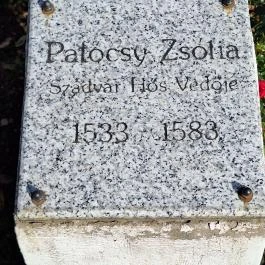 Patócsy Zsófia
Szádvár Hős Védője
1533 - 1583